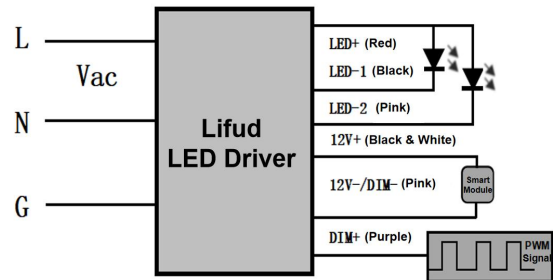 L
Vac
N
G
Lifud
LED Driver
LED+ (Red)
LED-1 (Black)
LED-2 (Pink)
12V+ (Black & White)
12V-/DIM- (Pink)
DIM+ (Purple)
Smart
Module
PWM
Signal